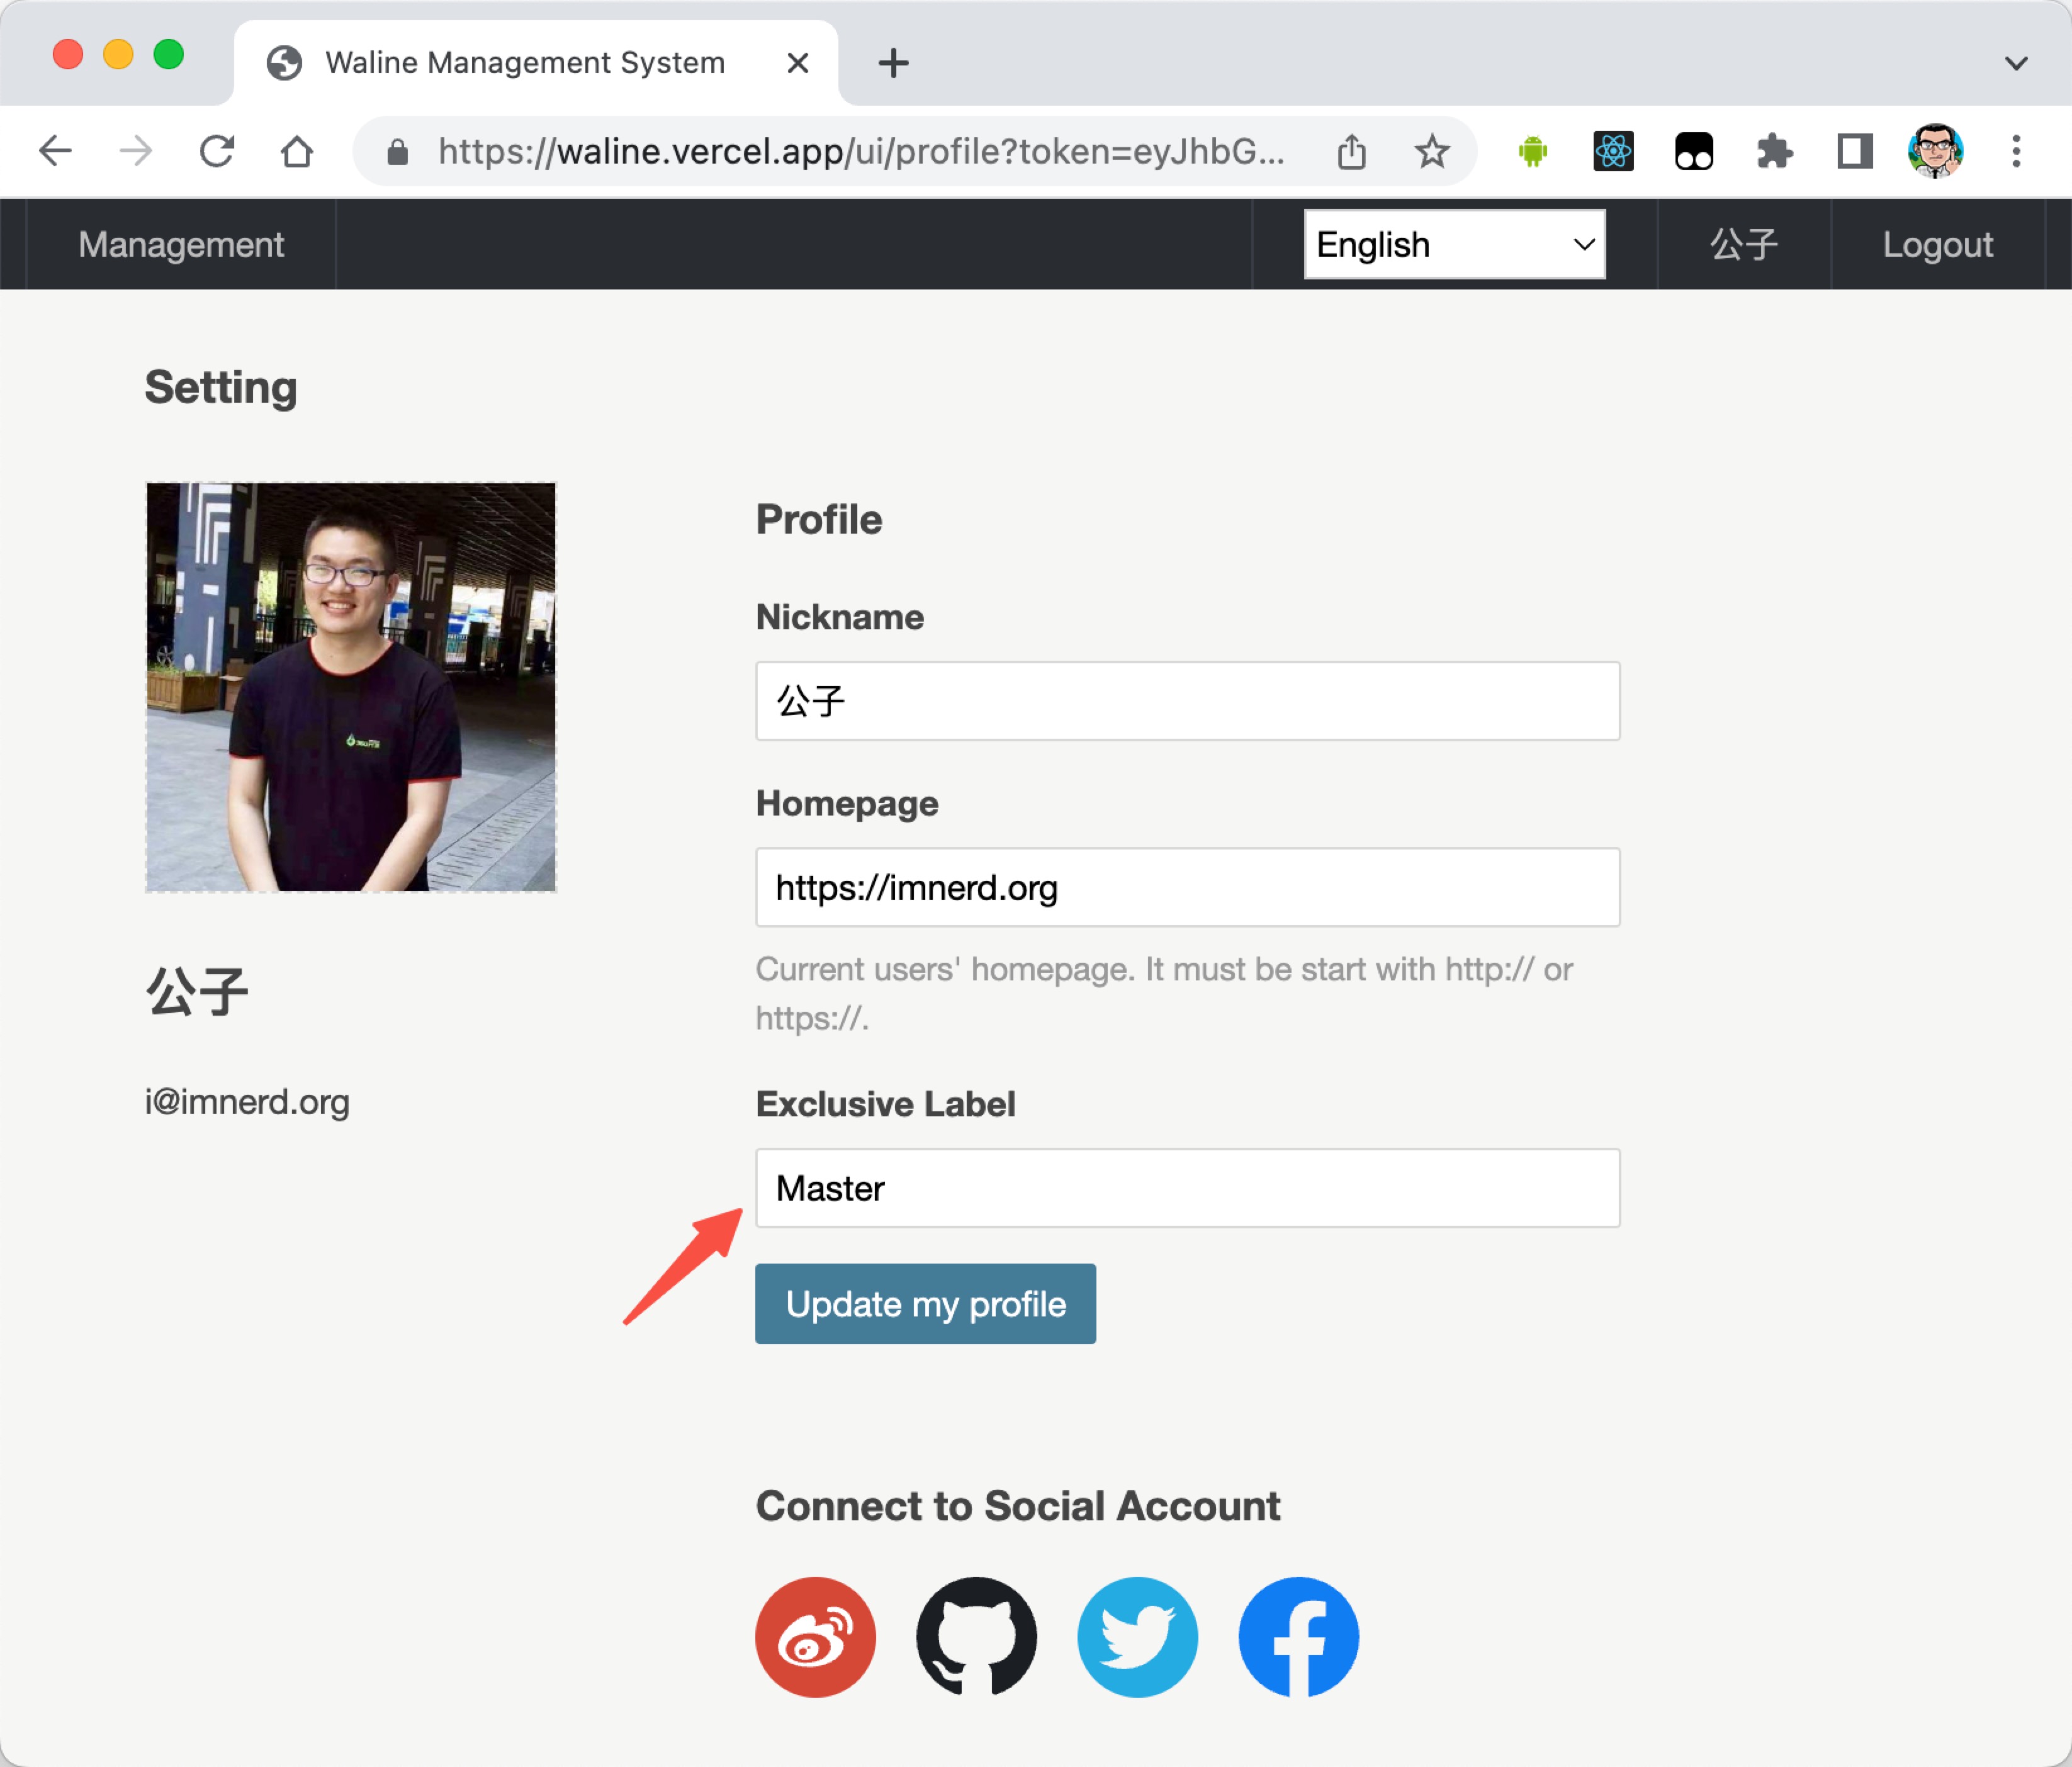 Waline Management System
https://waline.vercel.app/ui/profile?token=eyJhbG...
Management
English
公子
Logout
Setting
Profile
Nickname
公子
Homepage
https://imnerd.org
Current users' homepage. It must be start with http:// or
https://.
公子
i@imnerd.org
Exclusive Label
Master
Update my profile
Connect to Social Account